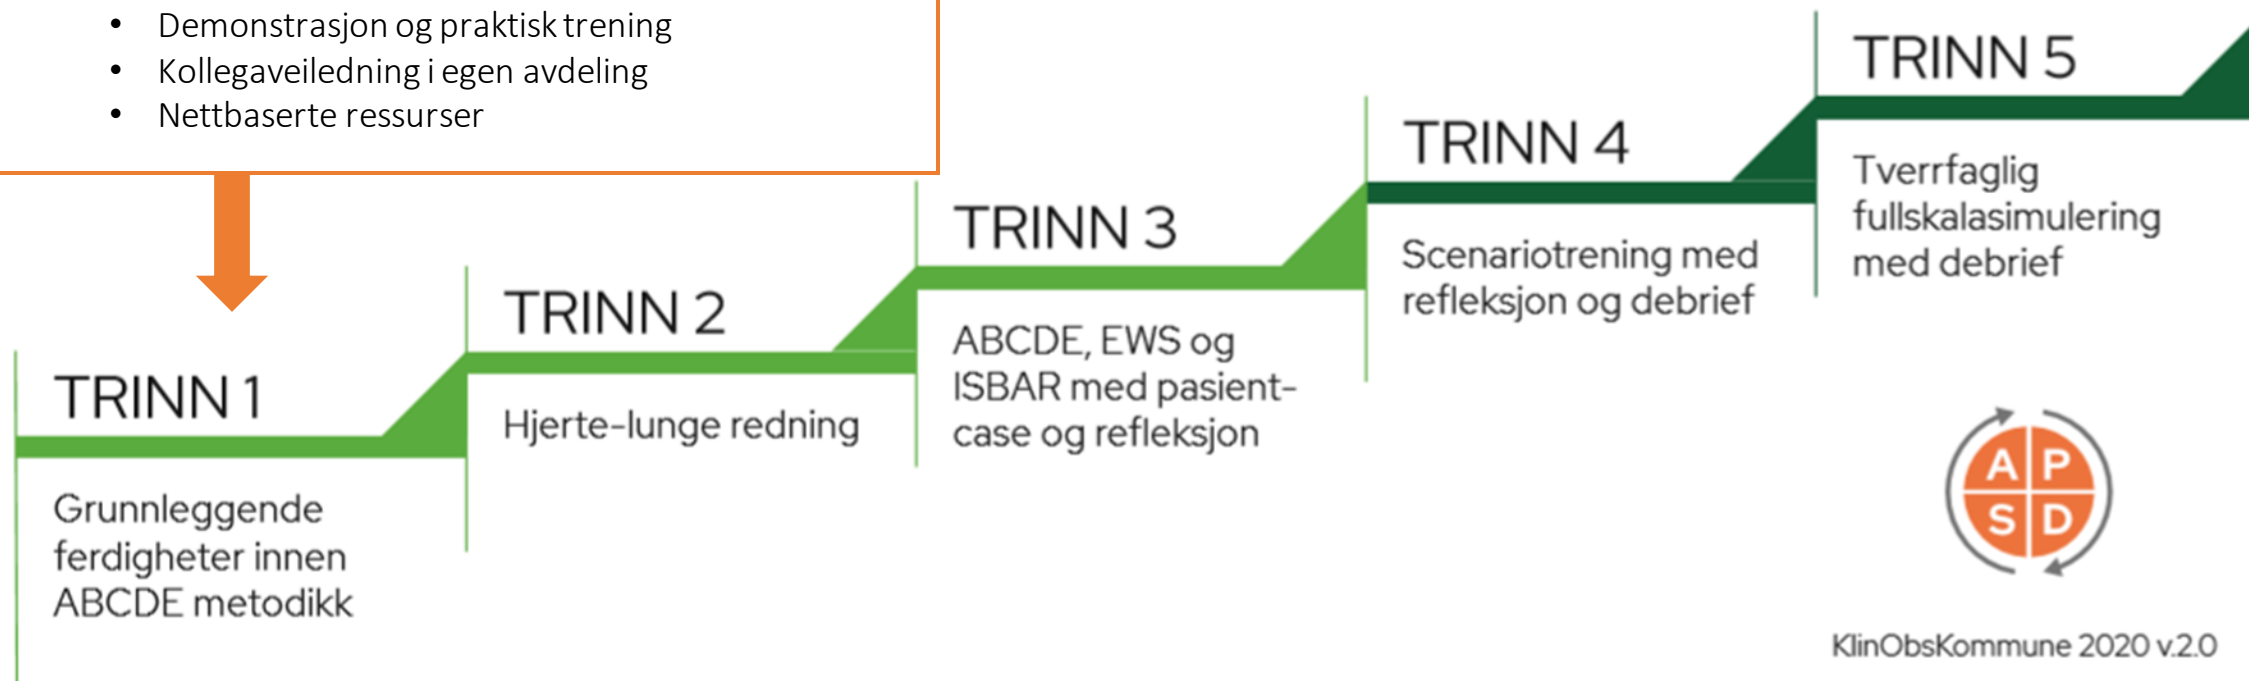 • Demonstrasjon og praktisk trening
• Kollegaveiledning i egen avdeling
• Nettbaserte ressurser
TRINN 1
Grunnleggende
ferdigheter innen
ABCDE metodikk
TRINN 2
Hjerte-lunge redning
TRINN 3
ABCDE, EWS og
ISBAR med pasient-
case og refleksjon
TRINN 4
Scenariotrening med
refleksjon og debrief
TRINN 5
Tverrfaglig
fullskalasimulering
med debrief
A P
S D
KlinObsKommune 2020 v.2.0